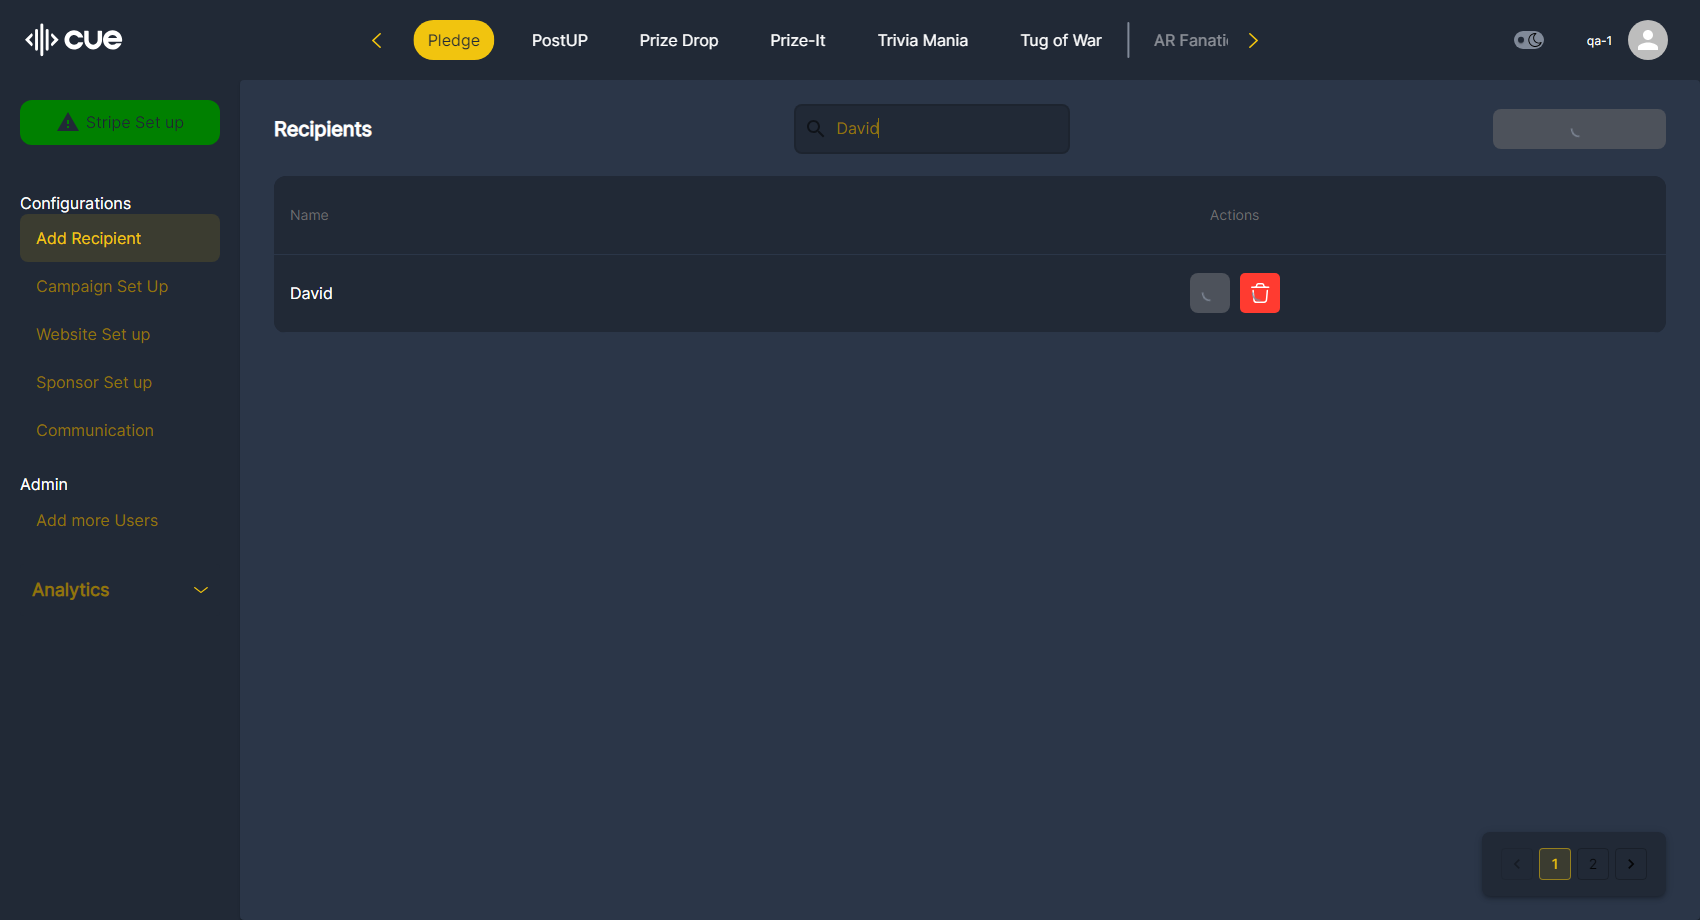 cue
Pledge
PostUP
Prize Drop
Prize-It
Trivia Mania
Tug of War
AR Fanati
qa-1
Stripe Set up
Configurations
Add Recipient
Campaign Set Up
Website Set up
Sponsor Set up
Communication
Admin
Add more Users
Analytics
Recipients
David
Name
Actions
David
1
2